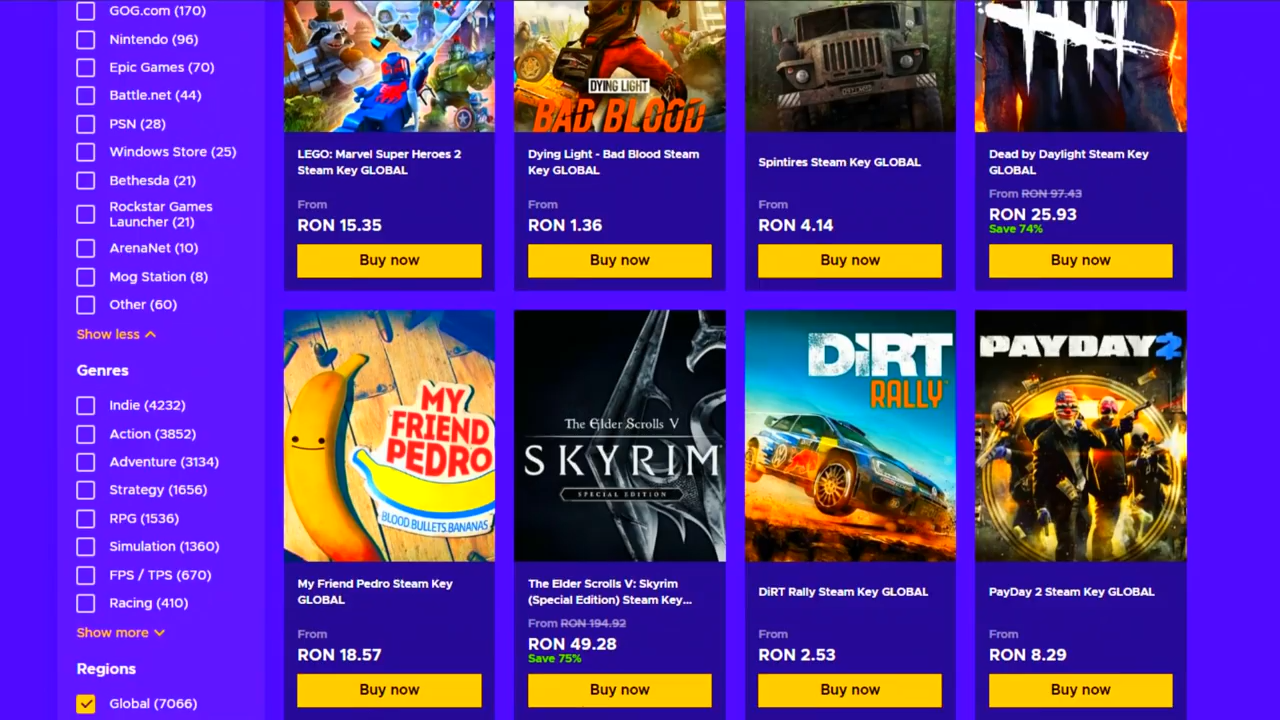 GOG.com (170)
Nintendo (96)
Epic Games (70)
Battle.net (44)
PSN (28)
Windows Store (25)
Bethesda (21)
Rockstar Games
Launcher (21)
ArenaNet (10)
Mog Station (8)
Other (60)
Show less
Genres
Indie (4232)
Action (3852)
Adventure (3134)
Strategy (1656)
RPG (1536)
Simulation (1360)
FPS / TPS (670)
Racing (410)
Show more
Regions
Global (7066)
LEGO: Marvel Super Heroes 2
Steam Key GLOBAL
From
RON 15.35
Buy now
DYING LIGHT
BAD BLOOD
Dying Light - Bad Blood Steam
Key GLOBAL
From
RON 1.36
Buy now
Spintires Steam Key GLOBAL
From
RON 4.14
Buy now
Dead by Daylight Steam Key
GLOBAL
From RON 97.43
RON 25.93
Save 74%
Buy now
MY
FRIEND
PEDRO
BLOOD BULLETS BANANAS
My Friend Pedro Steam Key
GLOBAL
From
RON 18.57
Buy now
The Elder Scrolls V
SKYRIM
SPECIAL EDITION
The Elder Scrolls V: Skyrim
(Special Edition) Steam Key...
From RON 194.92
RON 49.28
Save 75%
Buy now
DiRT
RALLY
DiRT Rally Steam Key GLOBAL
From
RON 2.53
Buy now
PAYDAY 2
PayDay 2 Steam Key GLOBAL
From
RON 8.29
Buy now